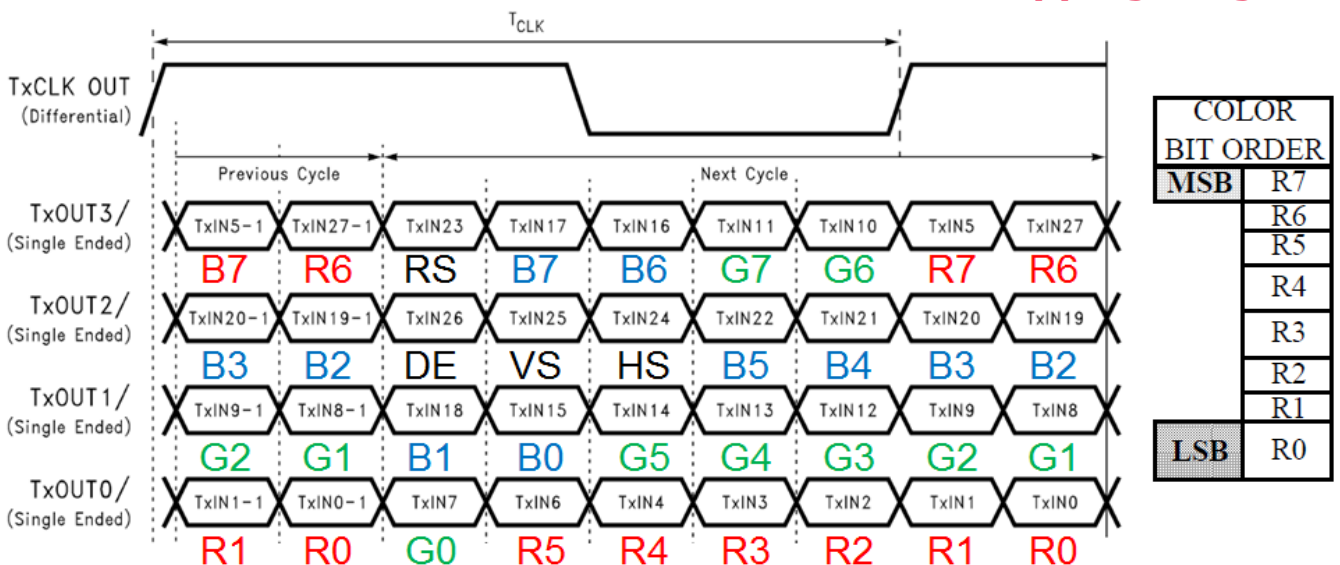 T_CLK
TxCLK OUT
(Differential)
Previous Cycle Next Cycle
TxOUT3/
(Single Ended)
TxIN5-1 TxIN27-1 TxIN23 TxIN17 TxIN16 TxIN11 TxIN10 TxIN5 TxIN27
B7 R6 RS B7 B6 G7 G6 R7 R6
TxOUT2/
(Single Ended)
TxIN20-1 TxIN19-1 TxIN26 TxIN25 TxIN24 TxIN22 TxIN21 TxIN20 TxIN19
B3 B2 DE VS HS B5 B4 B3 B2
TxOUT1/
(Single Ended)
TxIN9-1 TxIN8-1 TxIN18 TxIN15 TxIN14 TxIN13 TxIN12 TxIN9 TxIN8
G2 G1 B1 B0 G5 G4 G3 G2 G1
TxOUT0/
(Single Ended)
TxIN1-1 TxIN0-1 TxIN7 TxIN6 TxIN4 TxIN3 TxIN2 TxIN1 TxIN0
R1 R0 G0 R5 R4 R3 R2 R1 R0
COLOR
BIT ORDER
MSB R7
R6
R5
R4
R3
R2
R1
LSB R0